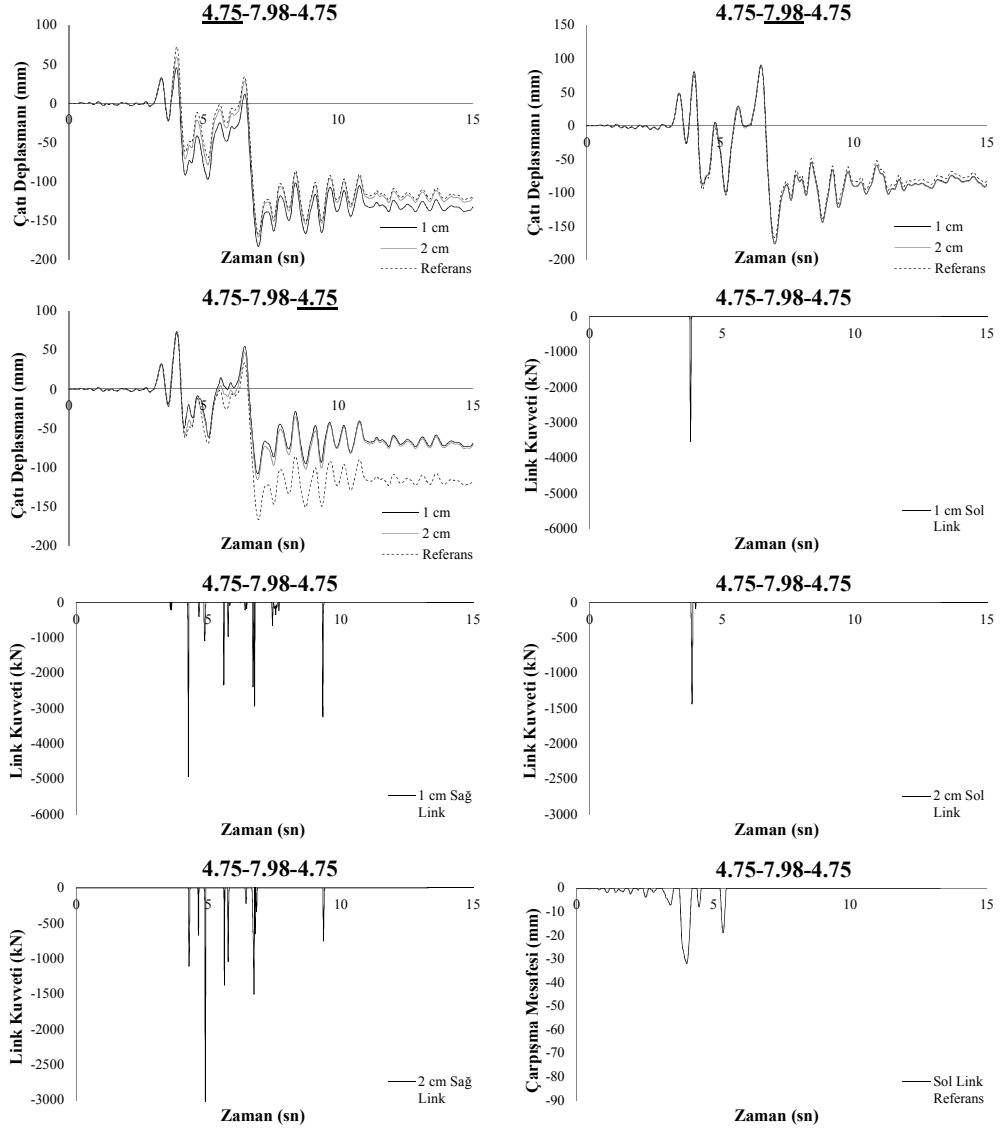 4.75-7.98-4.75
100
50
0
-50
-100
-150
-200
0
5
10
15
Çatı Deplasmanı (mm)
Zaman (sn)
1 cm
2 cm
Referans
4.75-7.98-4.75
150
100
50
0
-50
-100
-150
-200
0
5
10
15
Çatı Deplasmanı (mm)
Zaman (sn)
1 cm
2 cm
Referans
4.75-7.98-4.75
100
50
0
-50
-100
-150
-200
0
5
10
15
Çatı Deplasmanı (mm)
Zaman (sn)
1 cm
2 cm
Referans
4.75-7.98-4.75
0
-1000
-2000
-3000
-4000
-5000
-6000
0
5
10
15
Link Kuvveti (kN)
Zaman (sn)
1 cm Sol
Link
4.75-7.98-4.75
0
-1000
-2000
-3000
-4000
-5000
-6000
0
5
10
15
Link Kuvveti (kN)
Zaman (sn)
1 cm Sağ
Link
4.75-7.98-4.75
0
-500
-1000
-1500
-2000
-2500
-3000
0
5
10
15
Link Kuvveti (kN)
Zaman (sn)
2 cm Sol
Link
4.75-7.98-4.75
0
-500
-1000
-1500
-2000
-2500
-3000
0
5
10
15
Link Kuvveti (kN)
Zaman (sn)
2 cm Sağ
Link
4.75-7.98-4.75
0
-10
-20
-30
-40
-50
-60
-70
-80
-90
0
5
10
15
Çarpışma Mesafesi (mm)
Zaman (sn)
Sol Link
Referans